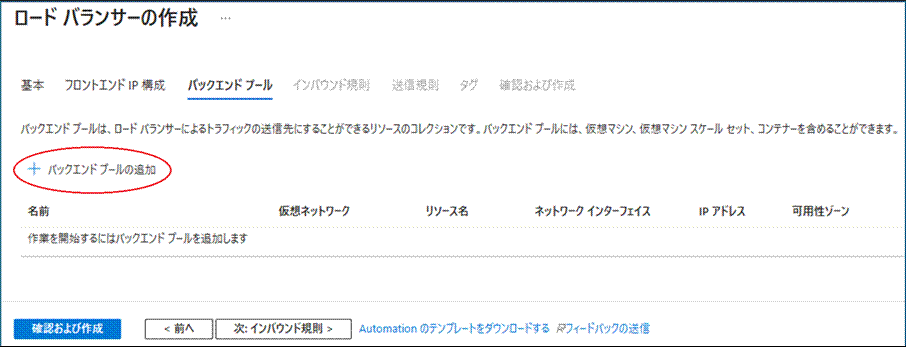 ロード バランサーの作成 ...
基本 フロントエンド IP 構成 バックエンド プール インバウンド規則 送信規則 タグ 確認および作成
バックエンド プールは、ロード バランサーによるトラフィックの送信先にすることができるリソースのコレクションです。バックエンド プールには、仮想マシン、仮想マシン スケール セット、コンテナーを含めることができます。
+ バックエンド プールの追加
名前 仮想ネットワーク リソース名 ネットワーク インターフェイス IP アドレス 可用性ゾーン
作業を開始するにはバックエンド プールを追加します
確認および作成 < 前へ 次: インバウンド規則 > Automation のテンプレートをダウンロードする フィードバックの送信